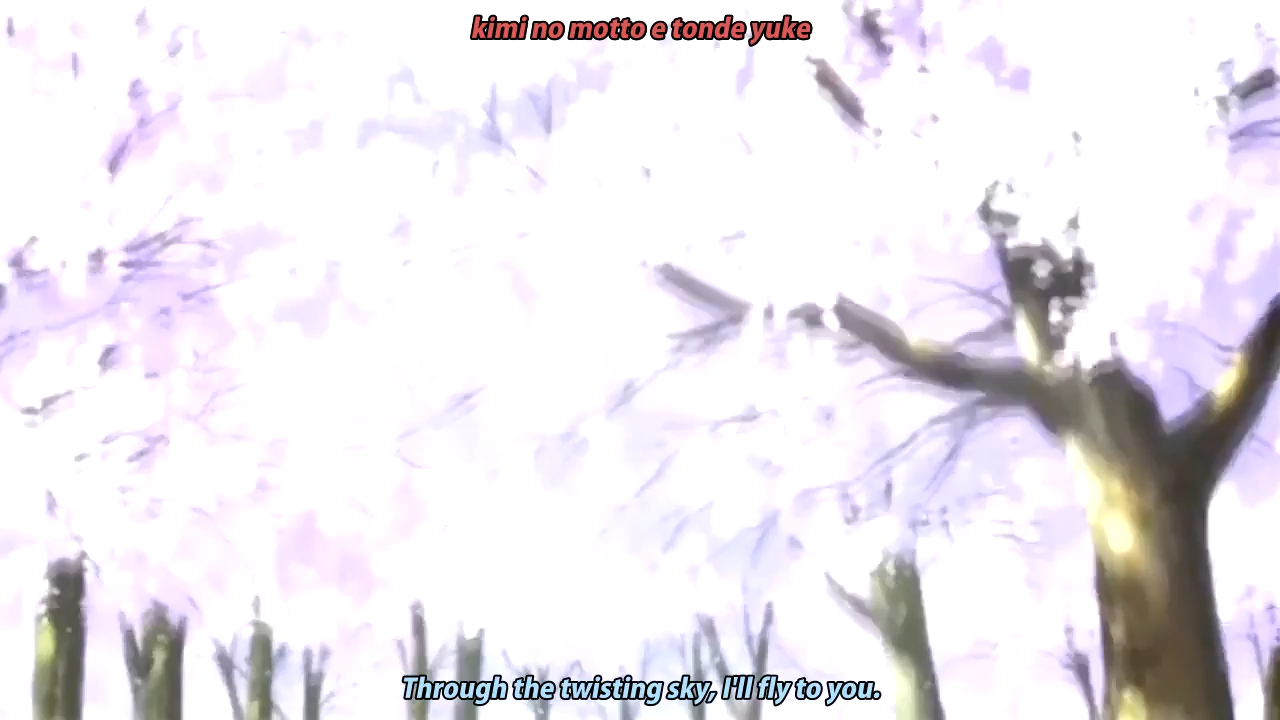 kimi no motto e tonde yuke
Through the twisting sky, I'll fly to you.